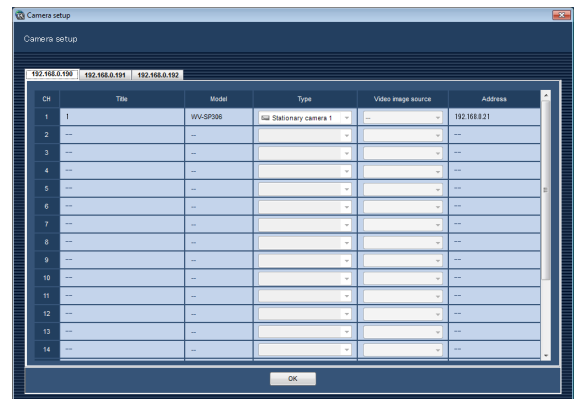 Camera setup
Camera setup
192.168.0.190 192.168.0.191 192.168.0.192
CH Title Model Type Video image source Address
1 1 WV-SP306 Stationary camera 1 -- 192.168.0.21
2 --- -- ---
3 --- -- ---
4 --- -- ---
5 --- -- ---
6 --- -- ---
7 --- -- ---
8 --- -- ---
9 --- -- ---
10 --- -- ---
11 --- -- ---
12 --- -- ---
13 --- -- ---
14 --- -- ---
OK